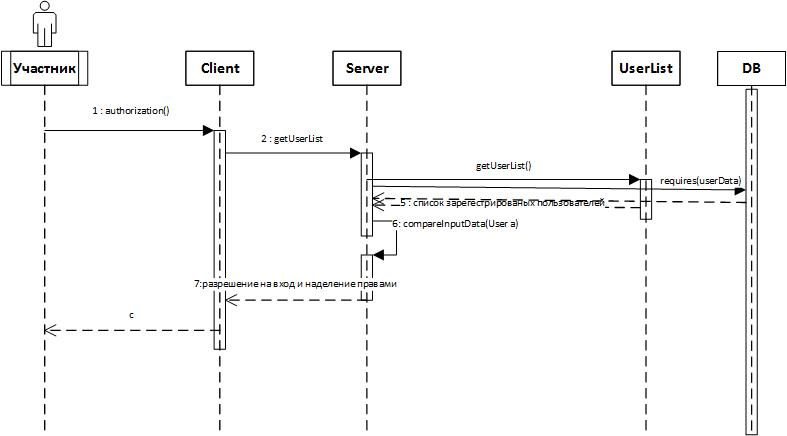 Участник
Client
Server
UserList
DB
1 : authorization()
2 : getUserList
getUserList()
requires(userData)
5 : список зарегестрированых пользователей
6: compareInputData(User a)
7:разрешение на вход и наделение правами
с